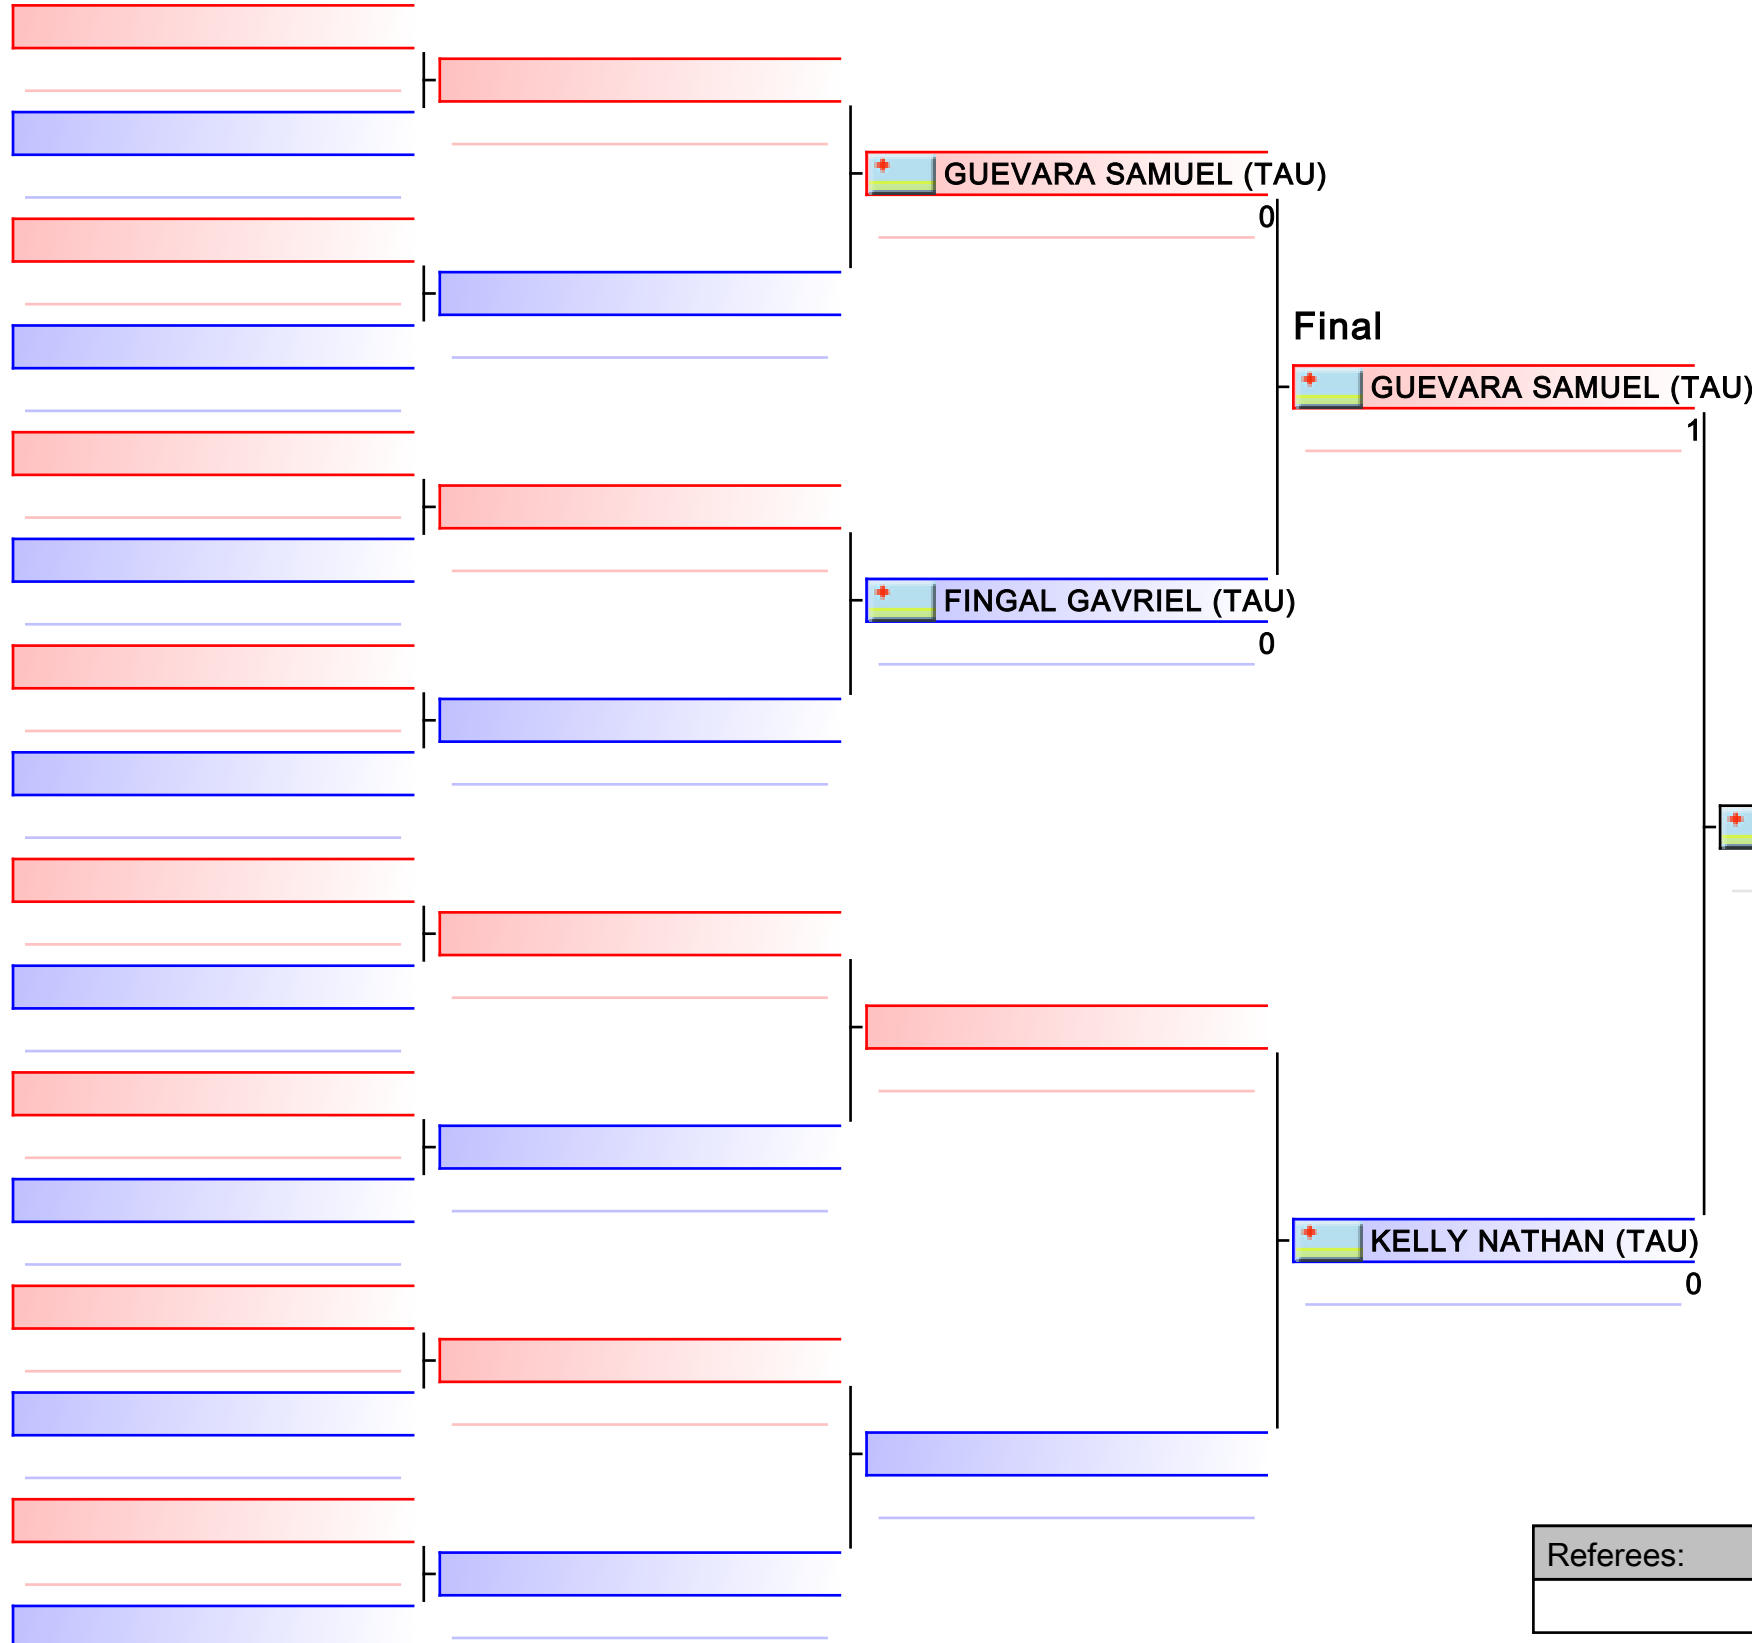 GUEVARA SAMUEL (TAU)
0
Final
GUEVARA SAMUEL (TAU)
1
FINGAL GAVRIEL (TAU)
0
KELLY NATHAN (TAU)
0
Referees: